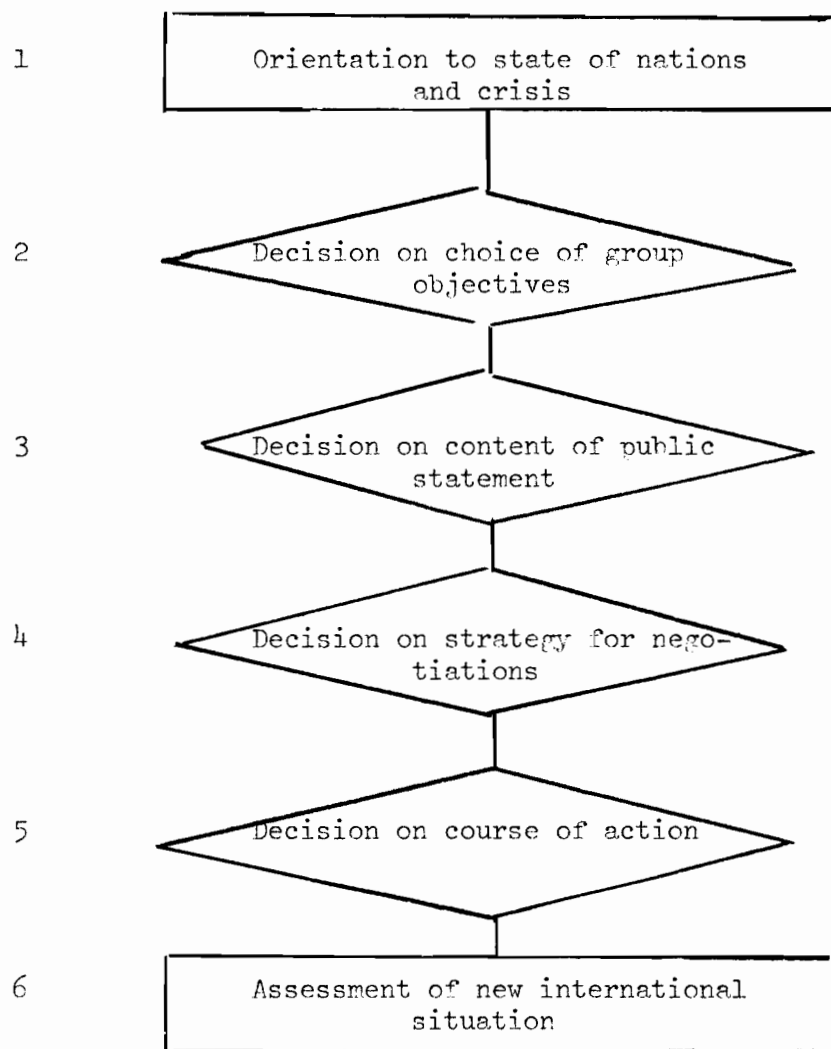 1
Orientation to state of nations
and crisis
2
Decision on choice of group
objectives
3
Decision on content of public
statement
4
Decision on strategy for nego-
tiations
5
Decision on course of action
6
Assessment of new international
situation